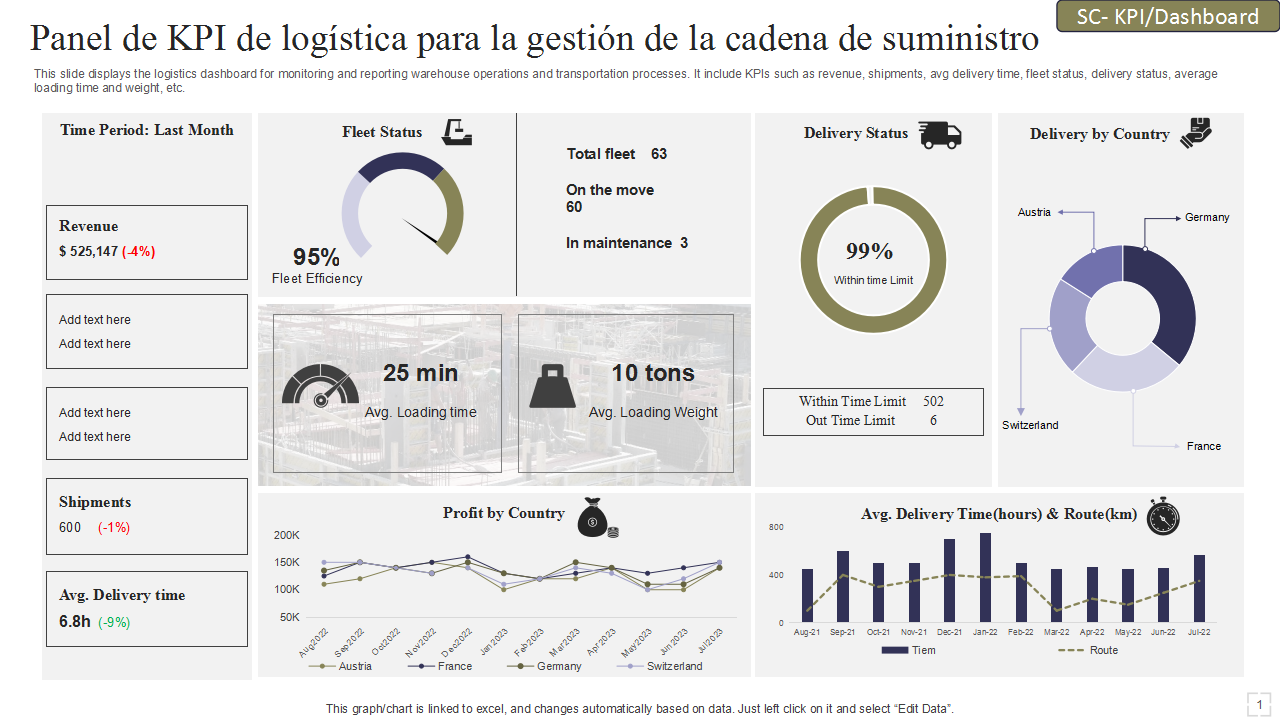 SC- KPI/Dashboard
Panel de KPI de logística para la gestión de la cadena de suministro
This slide displays the logistics dashboard for monitoring and reporting warehouse operations and transportation processes. It include KPIs such as revenue, shipments, avg delivery time, fleet status, delivery status, average
loading time and weight, etc.
Time Period: Last Month
Revenue
$ 525,147 (-4%)
Add text here
Add text here
Add text here
Add text here
Shipments
600 (-1%)
Avg. Delivery time
6.8h (-9%)
Fleet Status
95%
Fleet Efficiency
Total fleet 63
On the move
60
In maintenance 3
25 min
Avg. Loading time
10 tons
Avg. Loading Weight
Delivery Status
99%
Within time Limit
Within Time Limit 502
Out Time Limit 6
Delivery by Country
Austria
Germany
Switzerland
France
Profit by Country
200K
150K
100K
50K
Aug2022 Sep2022 Oct2022 Nov2022 Dec2022 Jan2023 Feb2023 Mar2023 Apr2023 May2023 Jun2023 Jul2023
Austria France Germany Switzerland
Avg. Delivery Time(hours) & Route(km)
800
400
0
Aug-21 Sep-21 Oct-21 Nov-21 Dec-21 Jan-22 Feb-22 Mar-22 Apr-22 May-22 Jun-22 Jul-22
Tiem Route
This graph/chart is linked to excel, and changes automatically based on data. Just left click on it and select “Edit Data”.
1